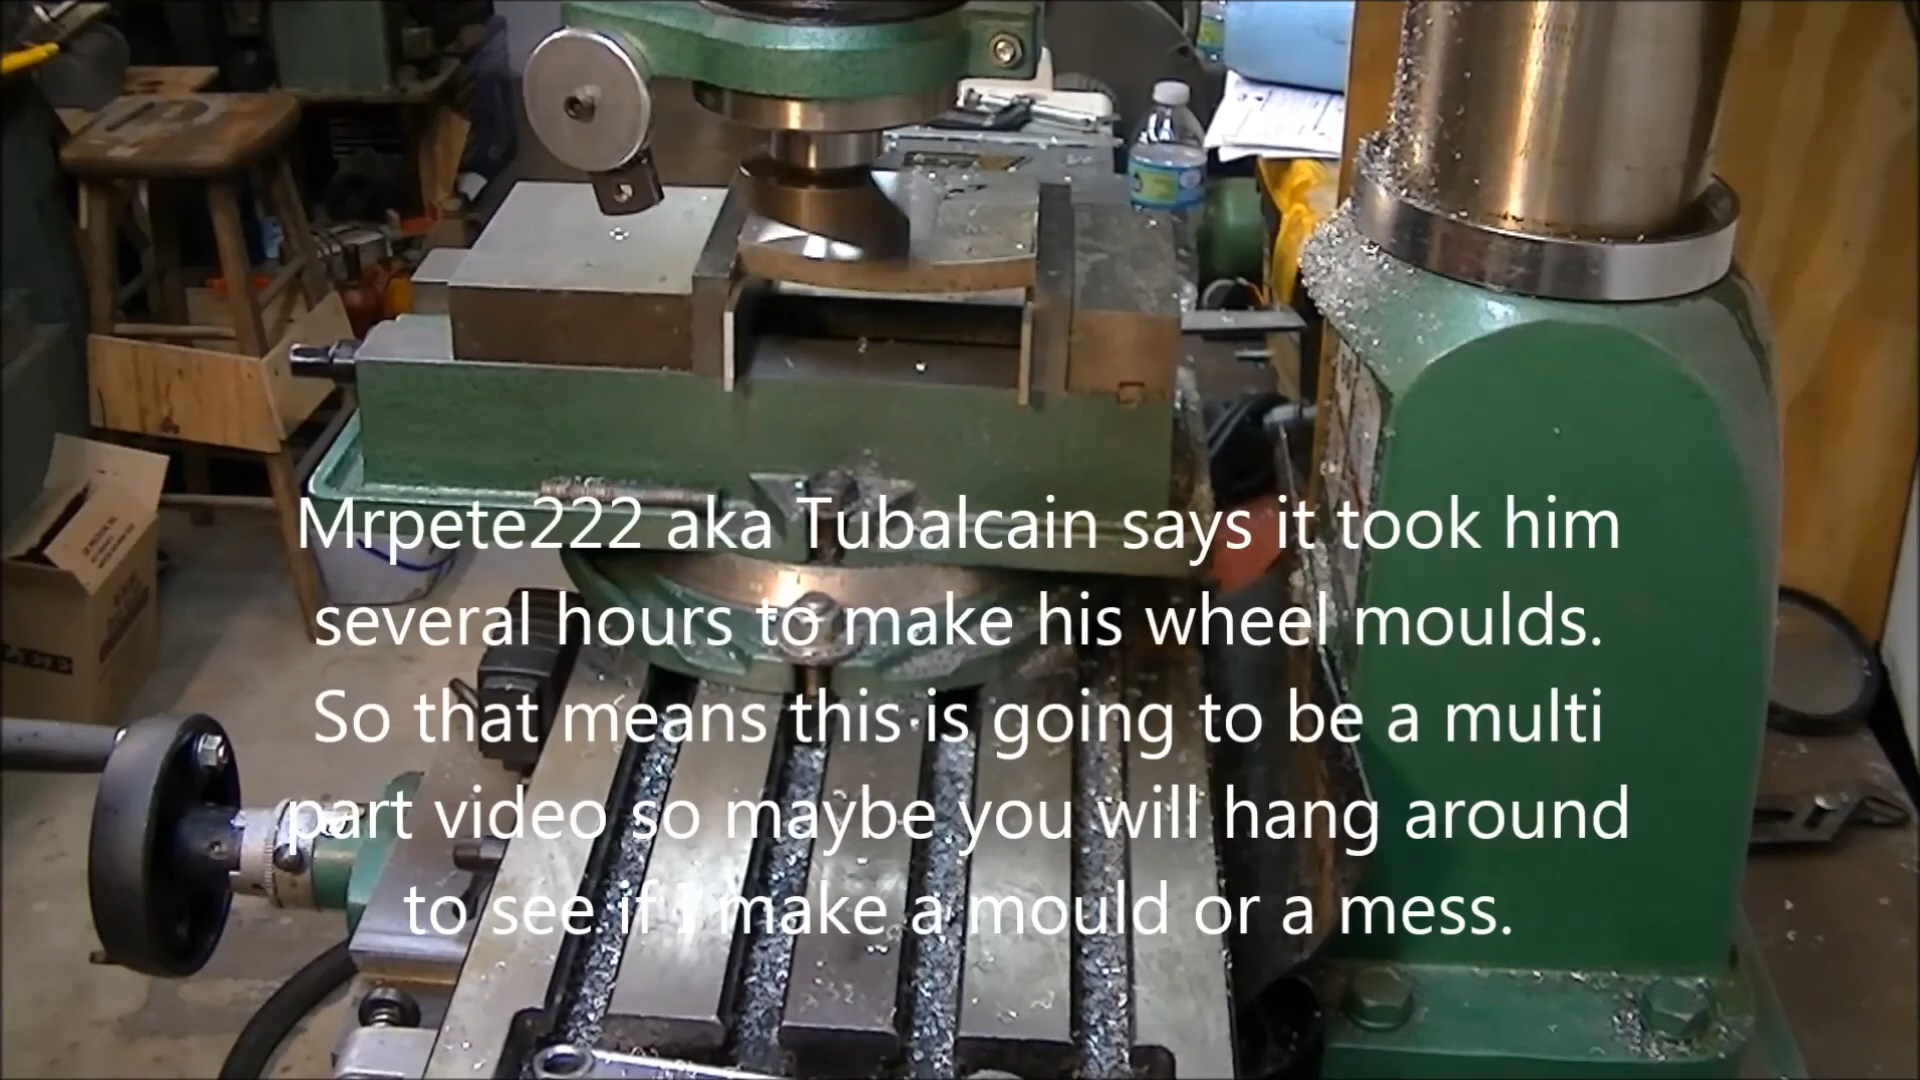 Mrpete222 aka Tubalcain says it took him
several hours to make his wheel moulds.
So that means this is going to be a multi
part video so maybe you will hang around
to see if I make a mould or a mess.